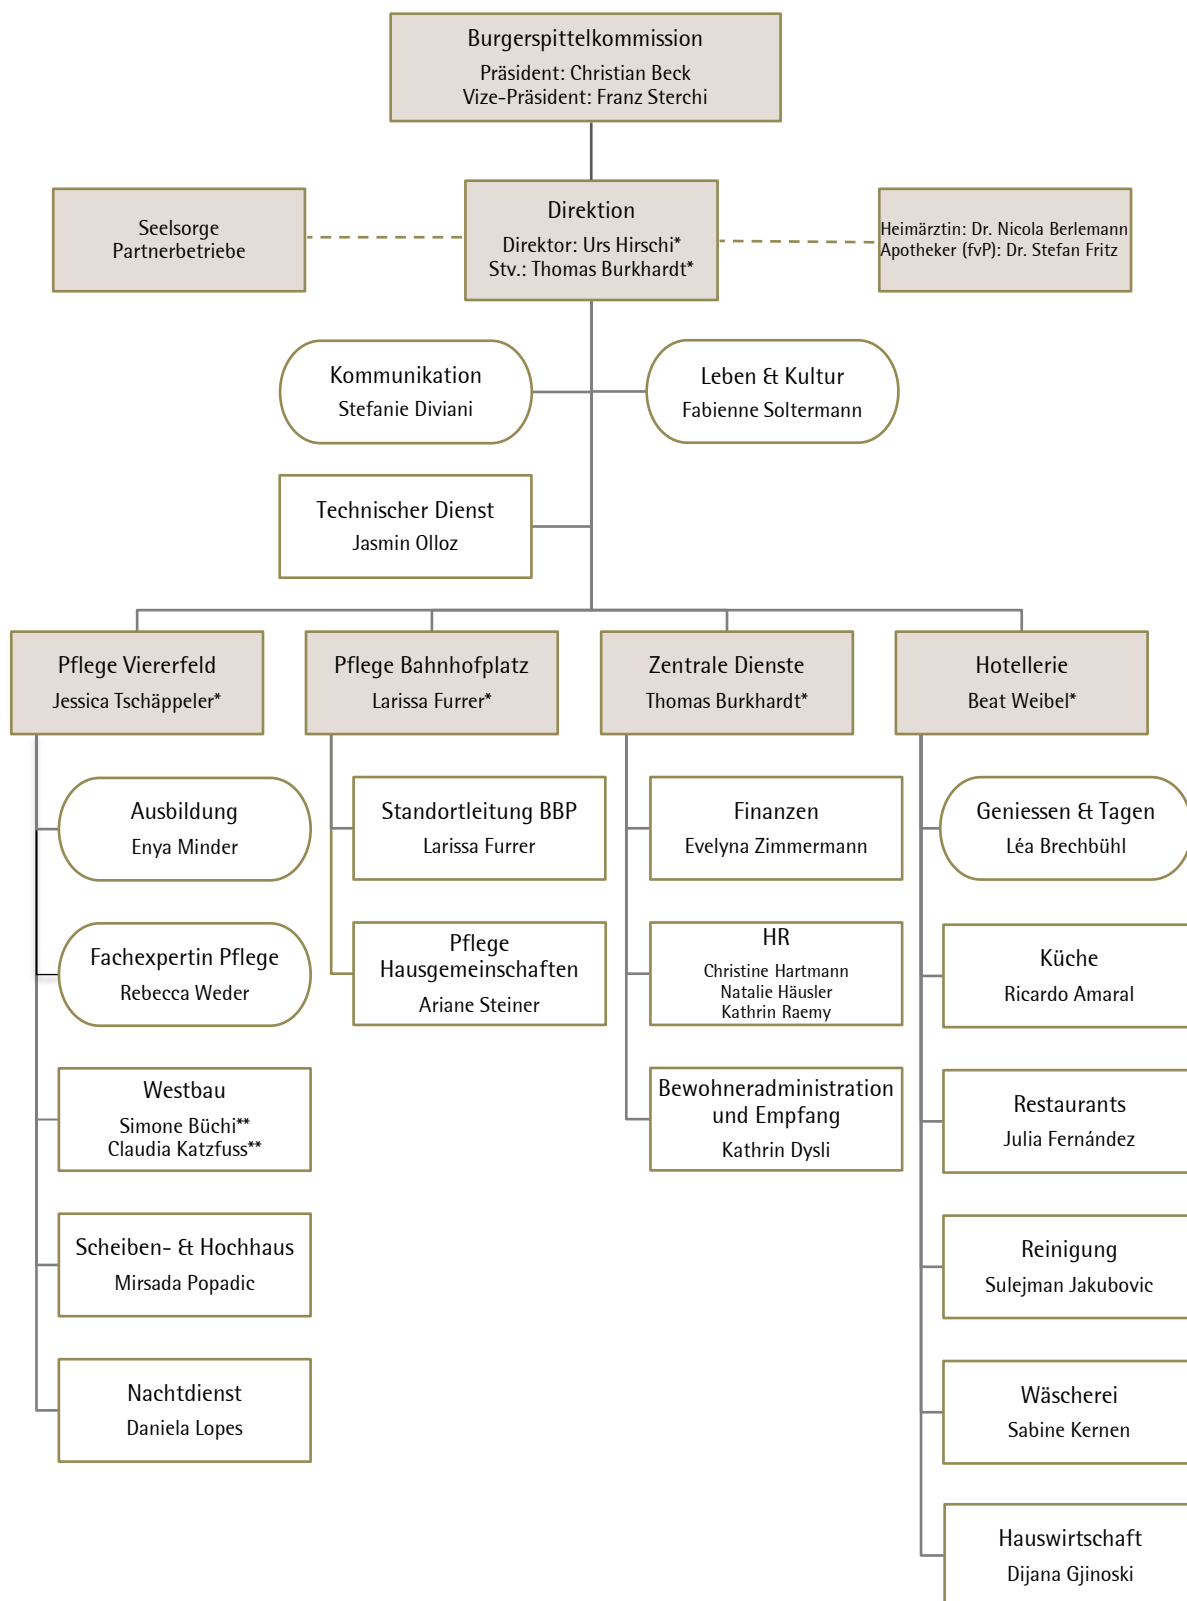 Burgerspittelkommission
Präsident: Christian Beck
Vize-Präsident: Franz Sterchi
Seelsorge
Partnerbetriebe
Direktion
Direktor: Urs Hirschi*
Stv.: Thomas Burkhardt*
Heimärztin: Dr. Nicola Berlemann
Apotheker (fvP): Dr. Stefan Fritz
Kommunikation
Stefanie Diviani
Leben & Kultur
Fabienne Soltermann
Technischer Dienst
Jasmin Olloz
Pflege Viererfeld
Jessica Tschäppeler*
Pflege Bahnhofplatz
Larissa Furrer*
Zentrale Dienste
Thomas Burkhardt*
Hotellerie
Beat Weibel*
Ausbildung
Enya Minder
Standortleitung BBP
Larissa Furrer
Finanzen
Evelyna Zimmermann
Geniessen & Tagen
Léa Brechbühl
Fachexpertin Pflege
Rebecca Weder
Pflege
Hausgemeinschaften
Ariane Steiner
HR
Christine Hartmann
Natalie Häusler
Kathrin Raemy
Küche
Ricardo Amaral
Westbau
Simone Büchi**
Claudia Katzfuss**
Bewohneradministration
und Empfang
Kathrin Dysli
Restaurants
Julia Fernández
Scheiben- & Hochhaus
Mirsada Popadic
Reinigung
Sulejman Jakubovic
Nachtdienst
Daniela Lopes
Wäscherei
Sabine Kernen
Hauswirtschaft
Dijana Gjinoski